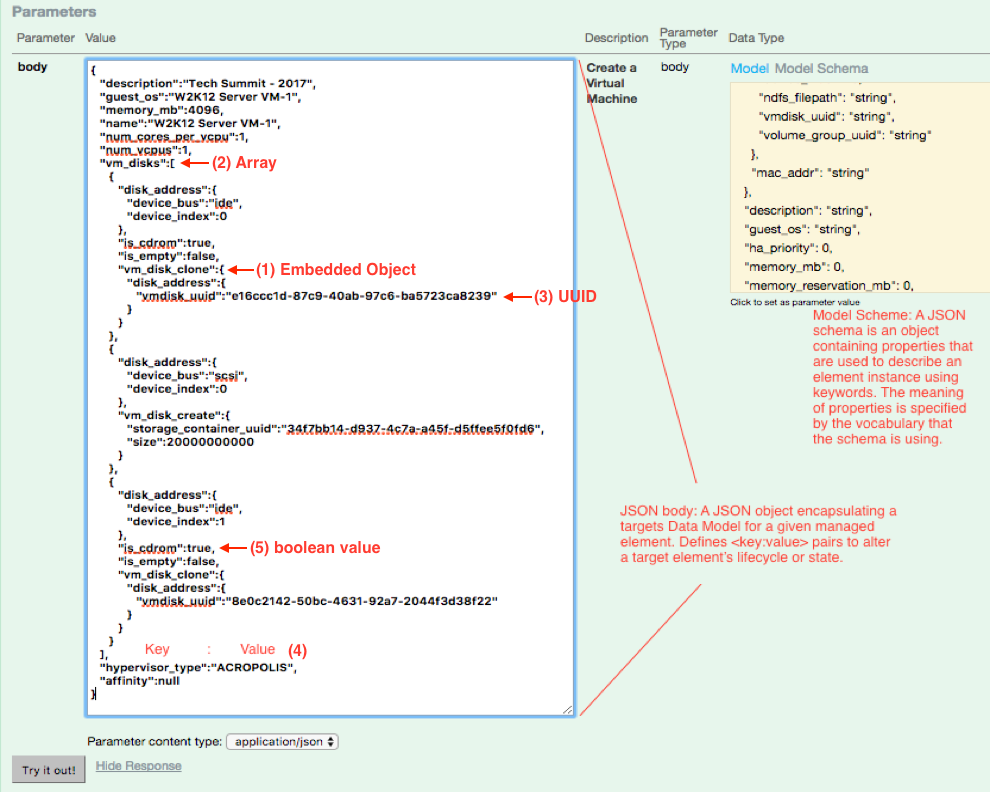 Parameters
Parameter Value Description Parameter Type Data Type
body
{
"description":"Tech Summit - 2017",
"guest_os":"W2K12 Server VM-1",
"memory_mb":4096,
"name":"W2K12 Server VM-1",
"num_cores_per_vcpu":1,
"num_vcpus":1,
"vm_disks":[ (2) Array
{
"disk_address":{
"device_bus":"ide",
"device_index":0
},
"is_cdrom":true,
"is_empty":false,
"vm_disk_clone":{ (1) Embedded Object
"disk_address":{
"vmdisk_uuid":"e16ccc1d-87c9-40ab-97c6-ba5723ca8239" (3) UUID
}
}
},
{
"disk_address":{
"device_bus":"scsi",
"device_index":0
},
"vm_disk_create":{
"storage_container_uuid":"34f7bb14-d937-4c7a-a45f-d5ffee5f0fd6",
"size":20000000000
}
},
{
"disk_address":{
"device_bus":"ide",
"device_index":1
},
"is_cdrom":true, (5) boolean value
"is_empty":false,
"vm_disk_clone":{
"disk_address":{
"vmdisk_uuid":"8e0c2142-50bc-4631-92a7-2044f3d38f22"
}
}
}
], Key : Value (4)
"hypervisor_type":"ACROPOLIS",
"affinity":null
}
Create a
Virtual
Machine
body
Model Model Schema
"ndfs_filepath": "string",
"vmdisk_uuid": "string",
"volume_group_uuid": "string"
},
"mac_addr": "string"
},
"description": "string",
"guest_os": "string",
"ha_priority": 0,
"memory_mb": 0,
"memory_reservation_mb": 0,
Click to set as parameter value
Model Scheme: A JSON
schema is an object
containing properties that
are used to describe an
element instance using
keywords. The meaning
of properties is specified
by the vocabulary that
the schema is using.
JSON body: A JSON object encapsulating a
targets Data Model for a given managed
element. Defines <key:value> pairs to alter
a target element's lifecycle or state.
Parameter content type: application/json
Try it out! Hide Response